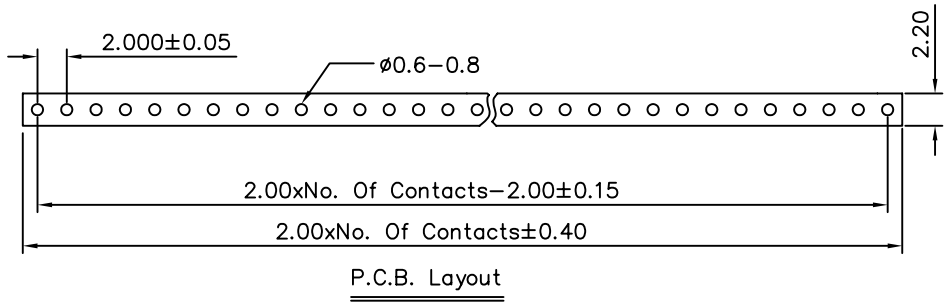 2.000±0.05
ø0.6-0.8
2.20
2.00xNo. Of Contacts-2.00±0.15
2.00xNo. Of Contacts±0.40
P.C.B. Layout